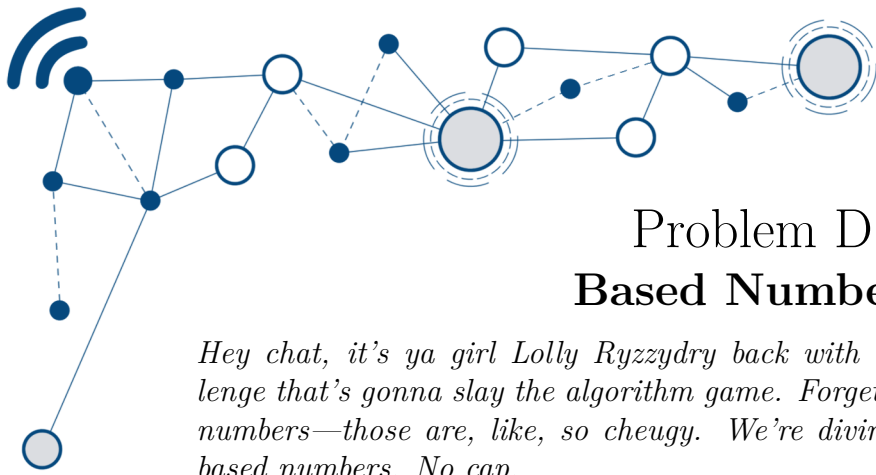 Problem D
Based Numbe
Hey chat, it's ya girl Lolly Ryzzydry back with
lenge that's gonna slay the algorithm game. Forget
numbers—those are, like, so cheugy. We're divin
based numbers. No cap